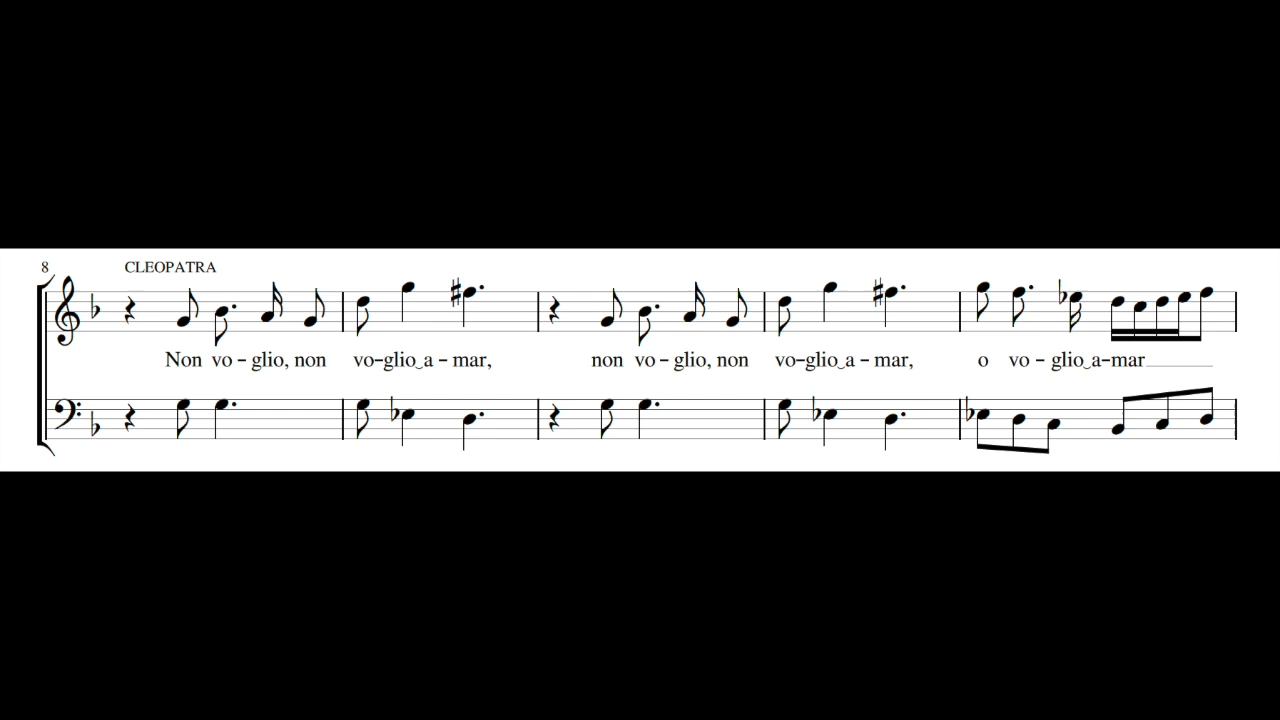 8
CLEOPATRA
Non vo – glio, non vo–glio‿a – mar, non vo – glio, non vo–glio‿a – mar, o vo – glio‿a–mar